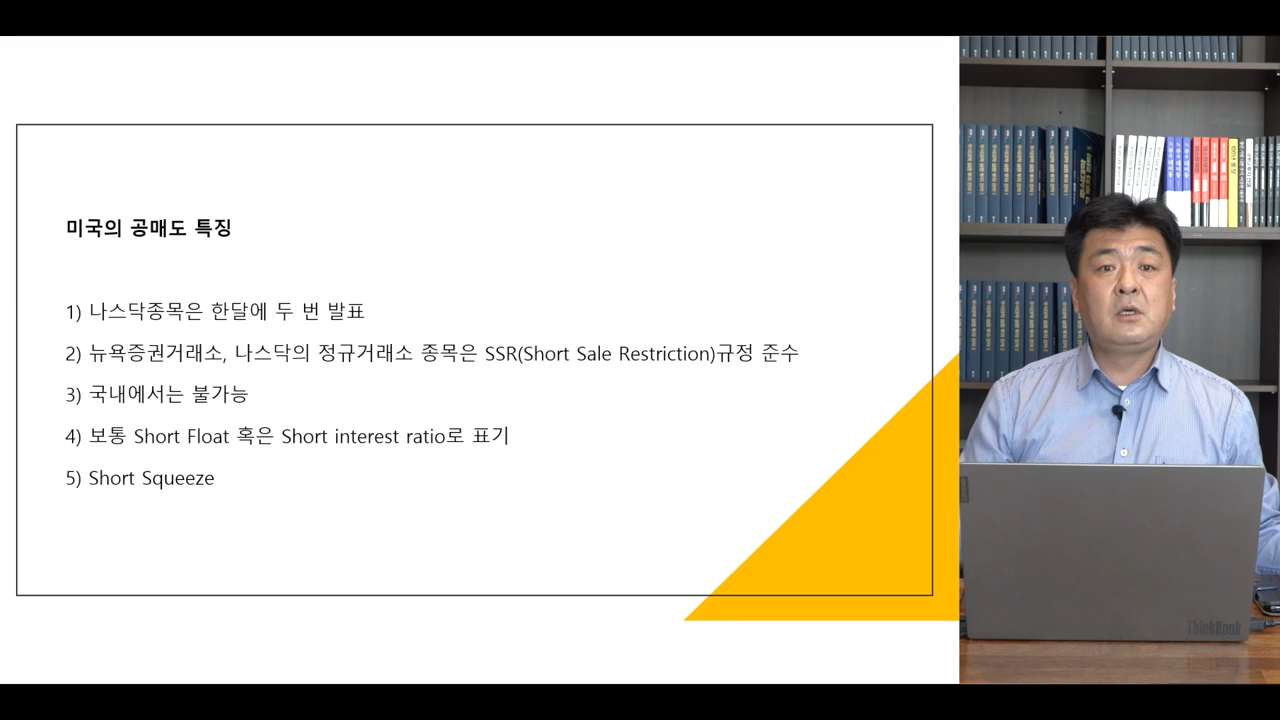 미국의 공매도 특징
1) 나스닥종목은 한달에 두 번 발표
2) 뉴욕증권거래소, 나스닥의 정규거래소 종목은 SSR(Short Sale Restriction)규정 준수
3) 국내에서는 불가능
4) 보통 Short Float 혹은 Short interest ratio로 표기
5) Short Squeeze
ThinkBook